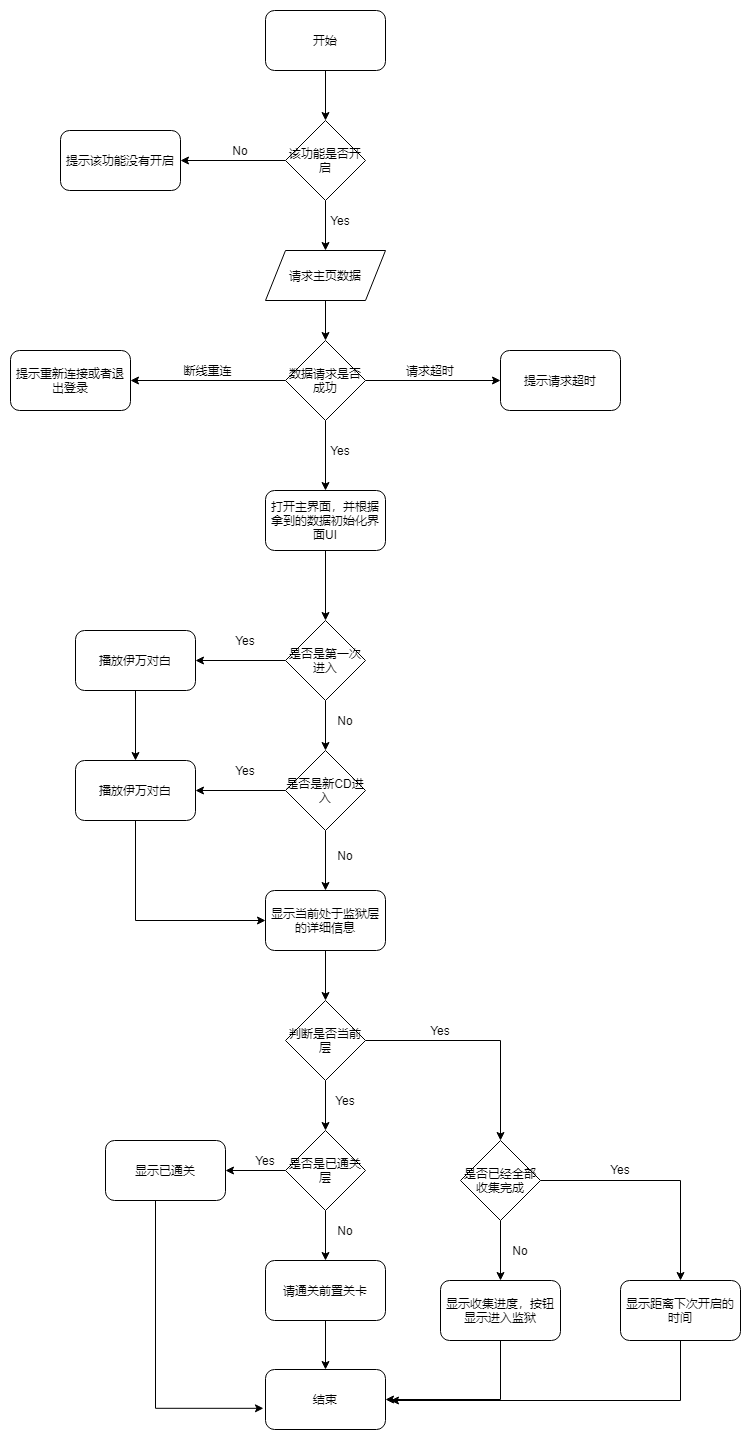 开始
该功能是否开
启
No
提示该功能没有开启
Yes
请求主页数据
数据请求是否
成功
断线重连
提示重新连接或者退
出登录
请求超时
提示请求超时
Yes
打开主界面，并根据
拿到的数据初始化界
面UI
是否是第一次
进入
Yes
播放伊万对白
No
是否是新CD进
入
Yes
播放伊万对白
No
显示当前处于监狱层
的详细信息
判断是否当前
层
Yes
Yes
是否是已通关
层
Yes
显示已通关
是否已经全部
收集完成
Yes
No
No
请通关前置关卡
显示收集进度，按钮
显示进入监狱
显示距离下次开启的
时间
结束